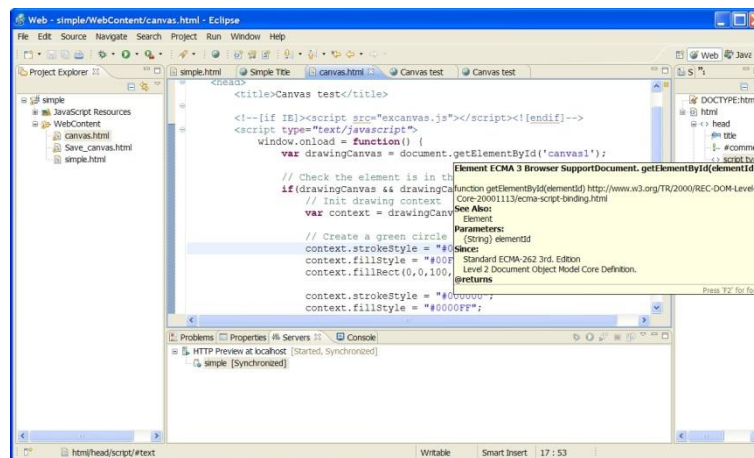 Web - simple/WebContent/canvas.html - Eclipse
File Edit Source Navigate Search Project Run Window Help
Web Java
Project Explorer
simple.html Simple Title canvas.html Canvas test Canvas test
S
simple
JavaScript Resources
WebContent
canvas.html
Save_canvas.html
simple.html
<head>
<title>Canvas test</title>
<!--[if IE]><script src="excanvas.js"></script><![endif]-->
<script type="text/javascript">
window.onload = function() {
var drawingCanvas = document.getElementById('canvas1');
// Check the element is in th
if(drawingCanvas && drawingCa
// Init drawing context
var context = drawingCanv
// Create a green circle
context.strokeStyle = "#0
context.fillStyle = "#00F
context.fillRect(0,0,100,
context.strokeStyle = "#000000";
context.fillStyle = "#0000FF";
Element ECMA 3 Browser SupportDocument. getElementById(elementId
function getElementById(elementId) http://www.w3.org/TR/2000/REC-DOM-Level-
Core-20001113/ecma-script-binding.html
See Also:
Element
Parameters:
{String} elementId
Since:
Standard ECMA-262 3rd. Edition
Level 2 Document Object Model Core Definition.
@returns
Press 'F2' for fo
DOCTYPE:htm
html
head
title
#comme
script ty
Problems Properties Servers Console
HTTP Preview at localhost [Started, Synchronized]
simple [Synchronized]
html/head/script/#text Writable Smart Insert 17 : 53